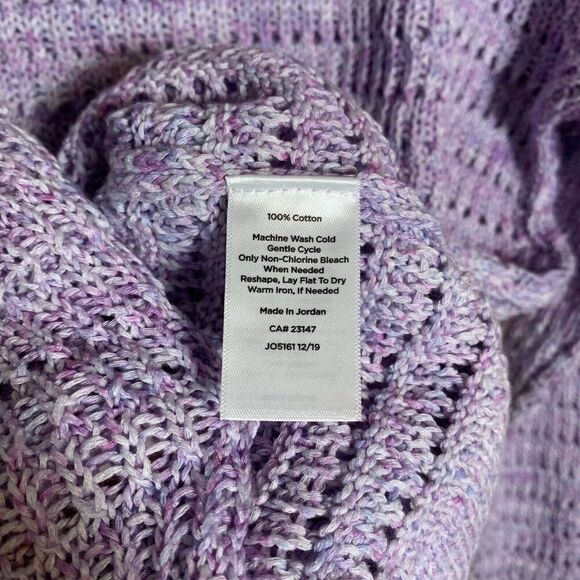 100% Cotton
Machine Wash Cold
Gentle Cycle
Only Non-Chlorine Bleach
When Needed
Reshape, Lay Flat To Dry
Warm Iron, If Needed
Made In Jordan
CA# 23147
JO5161 12/19